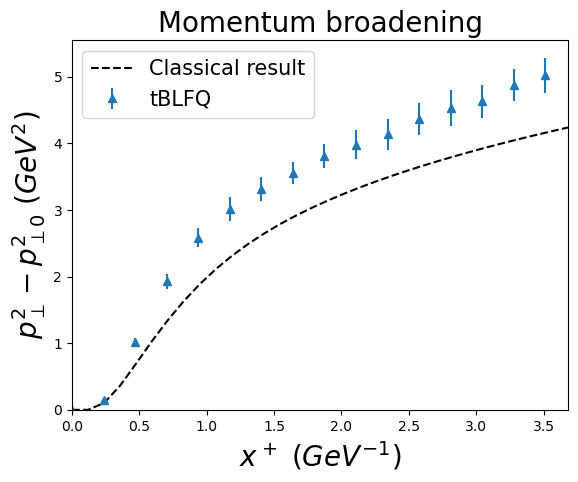 Momentum broadening
Classical result
tBLFQ
p²⊥ − p²⊥0 (GeV²)
5
4
3
2
1
0
0.0 0.5 1.0 1.5 2.0 2.5 3.0 3.5
x⁺ (GeV⁻¹)